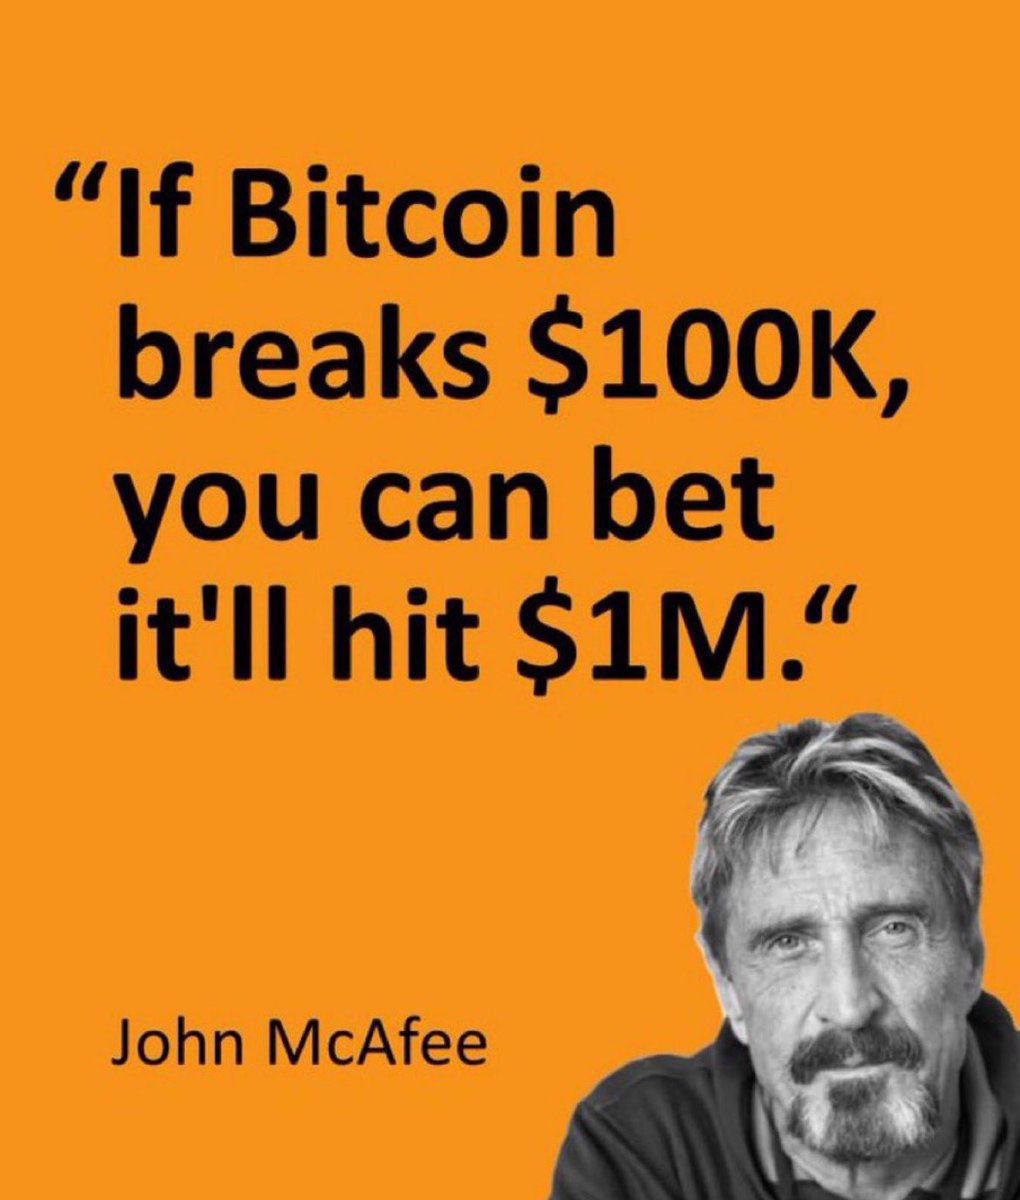 “If Bitcoin
breaks $100K,
you can bet
it'll hit $1M.“
John McAfee